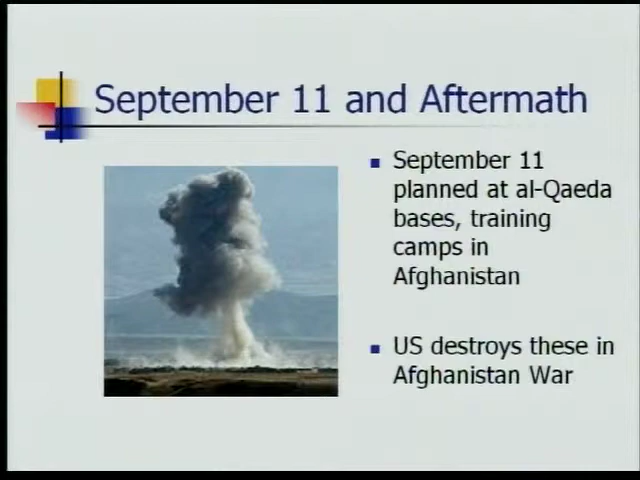 September 11 and Aftermath
September 11
planned at al-Qaeda
bases, training
camps in
Afghanistan
US destroys these in
Afghanistan War